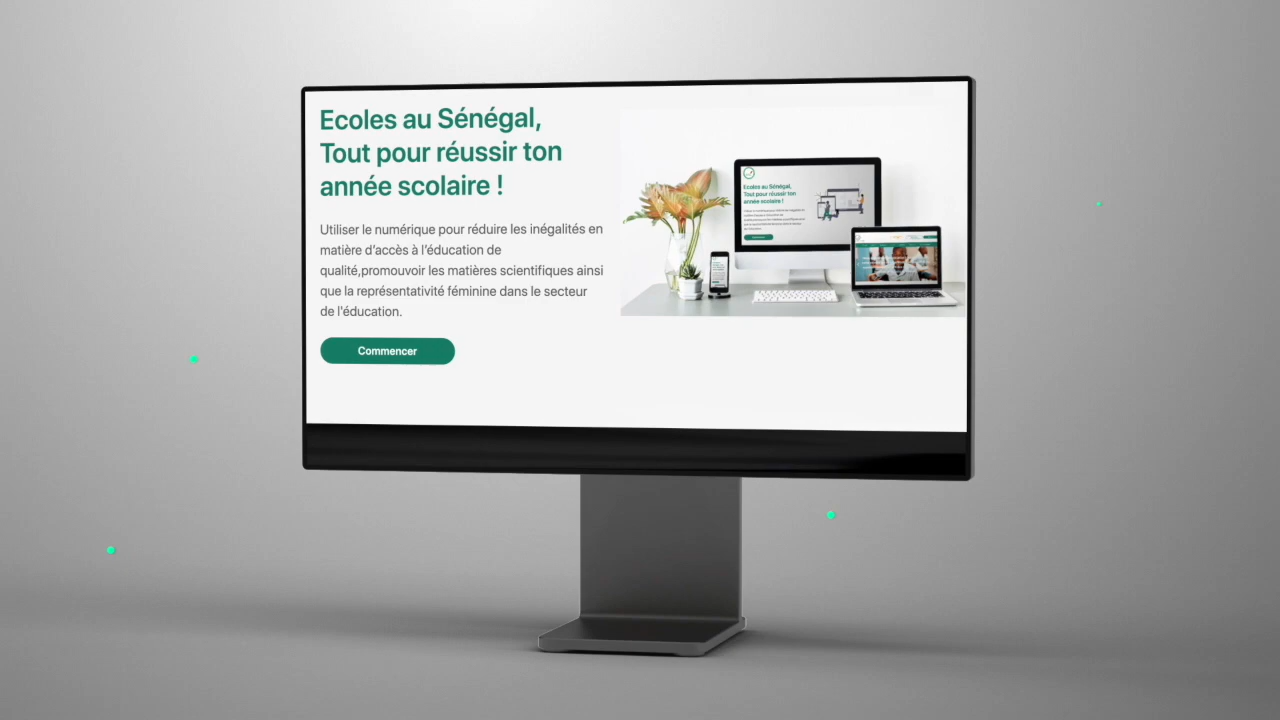 Ecoles au Sénégal,
Tout pour réussir ton
année scolaire !
Utiliser le numérique pour réduire les inégalités en
matière d'accès à l'éducation de
qualité,promouvoir les matières scientifiques ainsi
que la représentativité féminine dans le secteur
de l'éducation.
Commencer
Ecoles au Sénégal,
Tout pour réussir ton
année scolaire !